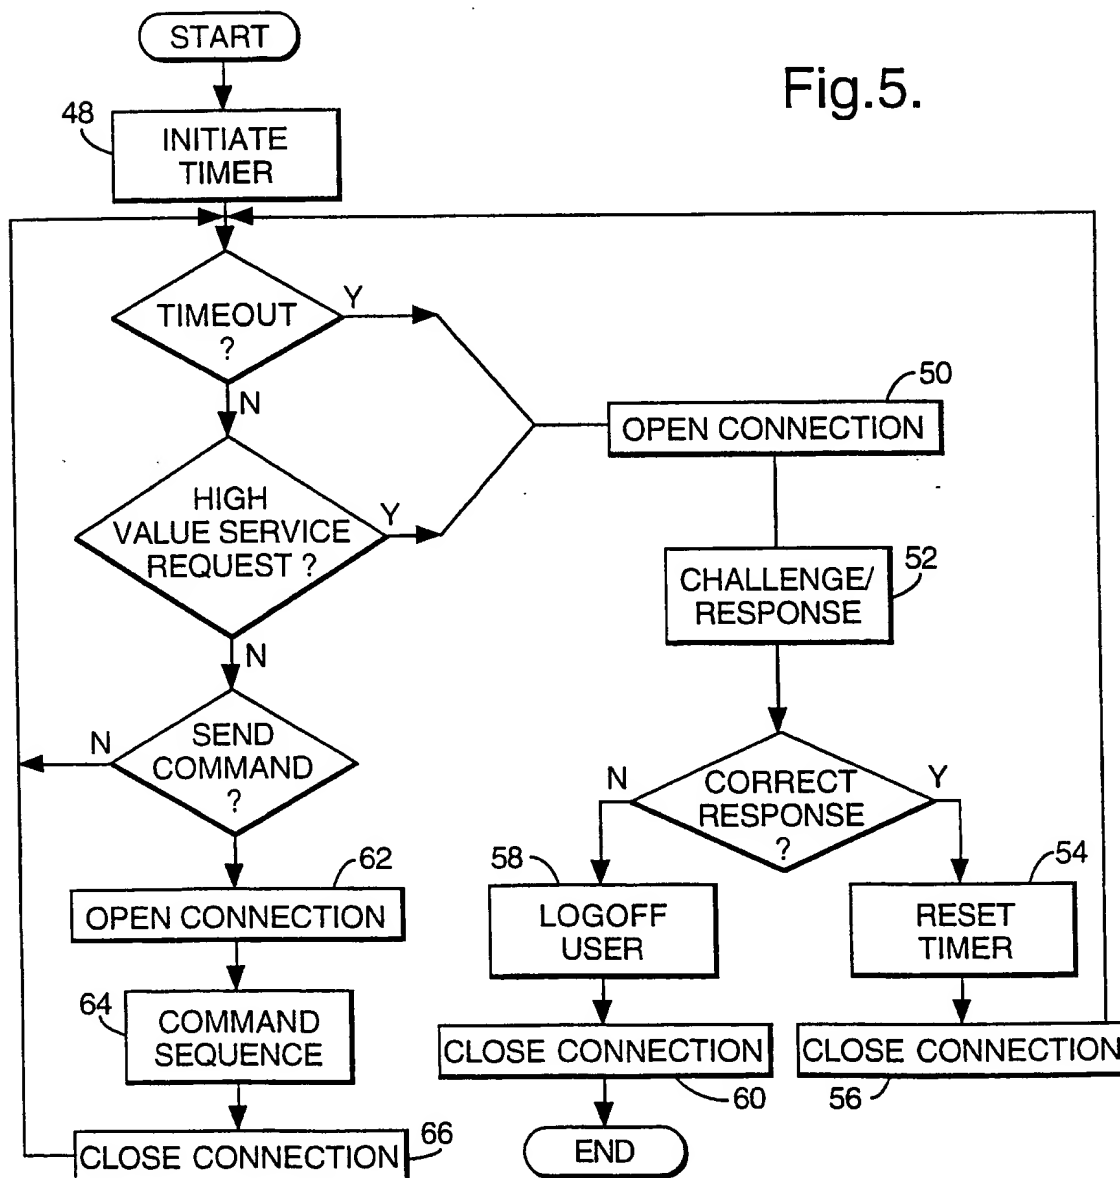 START
Fig.5.
48
INITIATE
TIMER
TIMEOUT
?
Y
N
50
OPEN CONNECTION
HIGH
VALUE SERVICE
REQUEST ?
Y
N
52
CHALLENGE/
RESPONSE
SEND
COMMAND
?
N
CORRECT
RESPONSE
?
N
Y
62
OPEN CONNECTION
58
LOGOFF
USER
54
RESET
TIMER
64
COMMAND
SEQUENCE
CLOSE CONNECTION
60
CLOSE CONNECTION
56
CLOSE CONNECTION
66
END